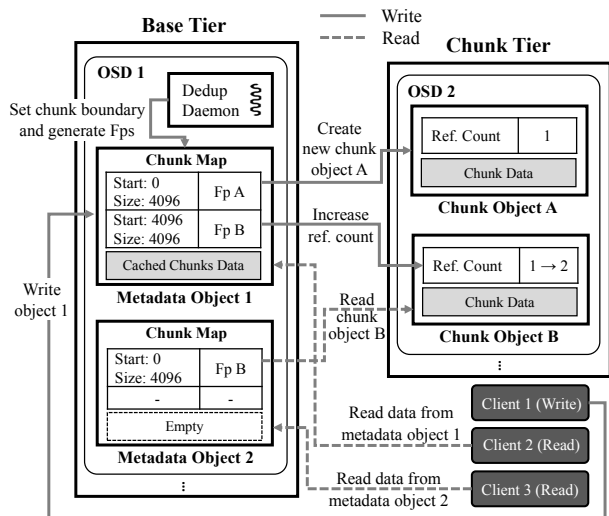 Base Tier
Write
Read
Chunk Tier
OSD 1
Dedup
Daemon
Set chunk boundary
and generate Fps
Chunk Map
Start: 0
Size: 4096
Fp A
Start: 4096
Size: 4096
Fp B
Cached Chunks Data
Metadata Object 1
Write
object 1
Chunk Map
Start: 0
Size: 4096
Fp B
-
-
Empty
Metadata Object 2
...
Create
new chunk
object A
Increase
ref. count
Read
chunk
object B
OSD 2
Ref. Count
1
Chunk Data
Chunk Object A
Ref. Count
1 → 2
Chunk Data
Chunk Object B
...
Read data from
metadata object 1
Read data from
metadata object 2
Client 1 (Write)
Client 2 (Read)
Client 3 (Read)